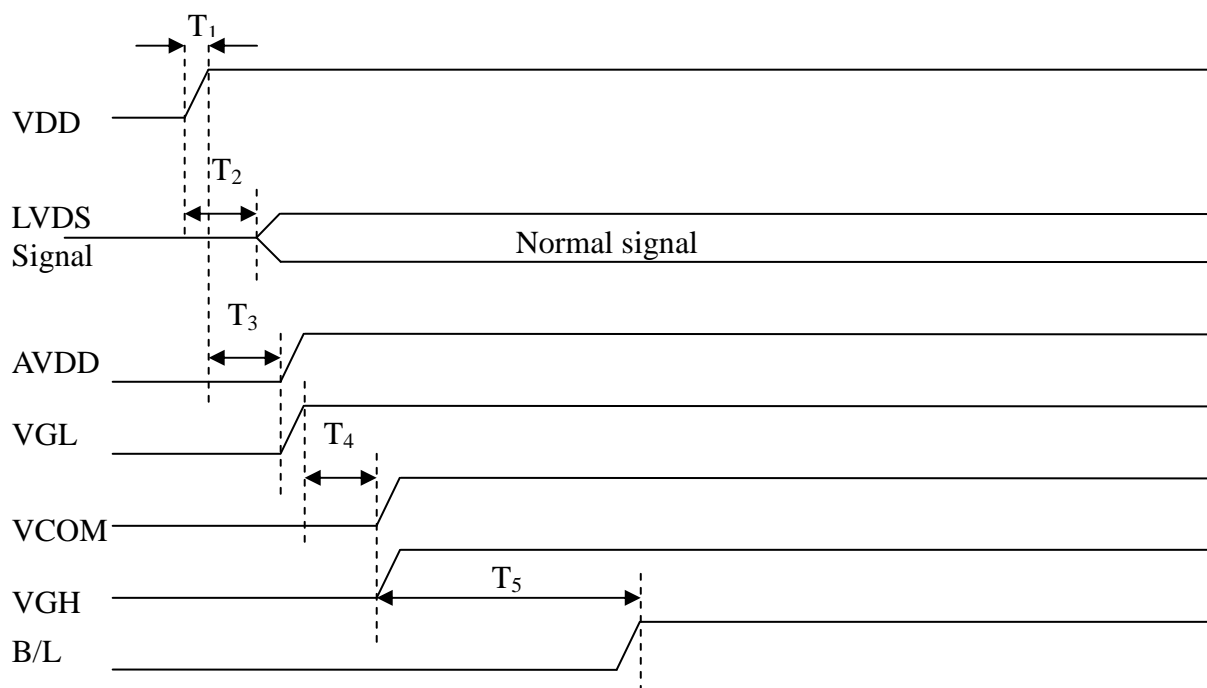 T₁
VDD
T₂
LVDS
Signal
Normal signal
T₃
AVDD
VGL
T₄
VCOM
VGH
T₅
B/L